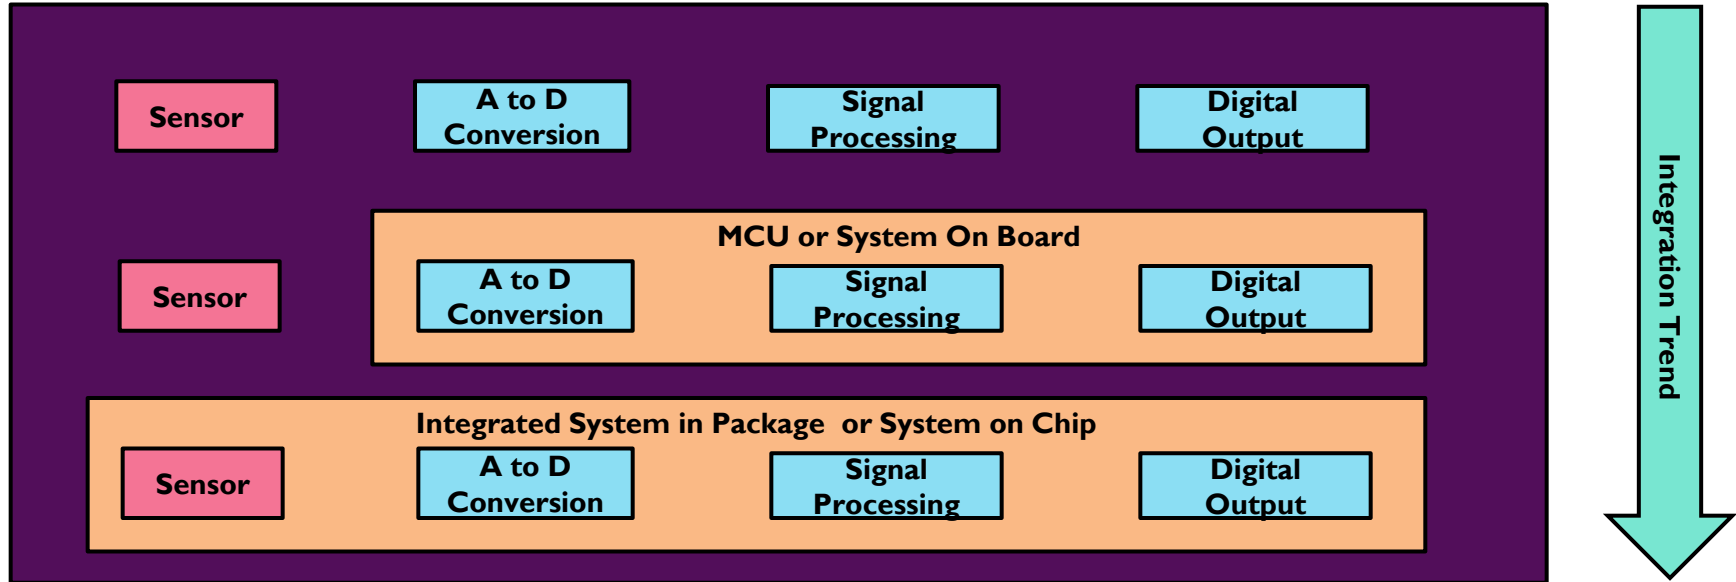 Sensor
A to D
Conversion
Signal
Processing
Digital
Output
MCU or System On Board
Sensor
A to D
Conversion
Signal
Processing
Digital
Output
Integrated System in Package  or System on Chip
Sensor
A to D
Conversion
Signal
Processing
Digital
Output
Integration Trend